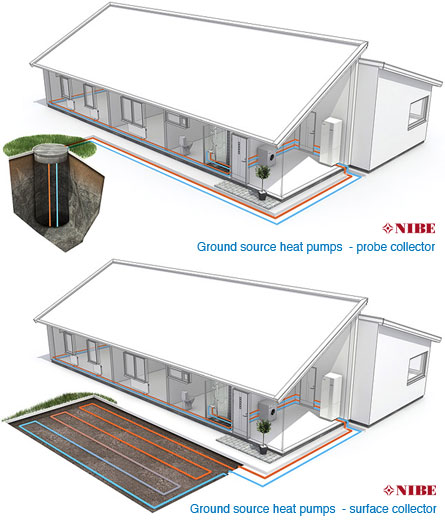 NIBE
Ground source heat pumps - probe collector
NIBE
Ground source heat pumps - surface collector